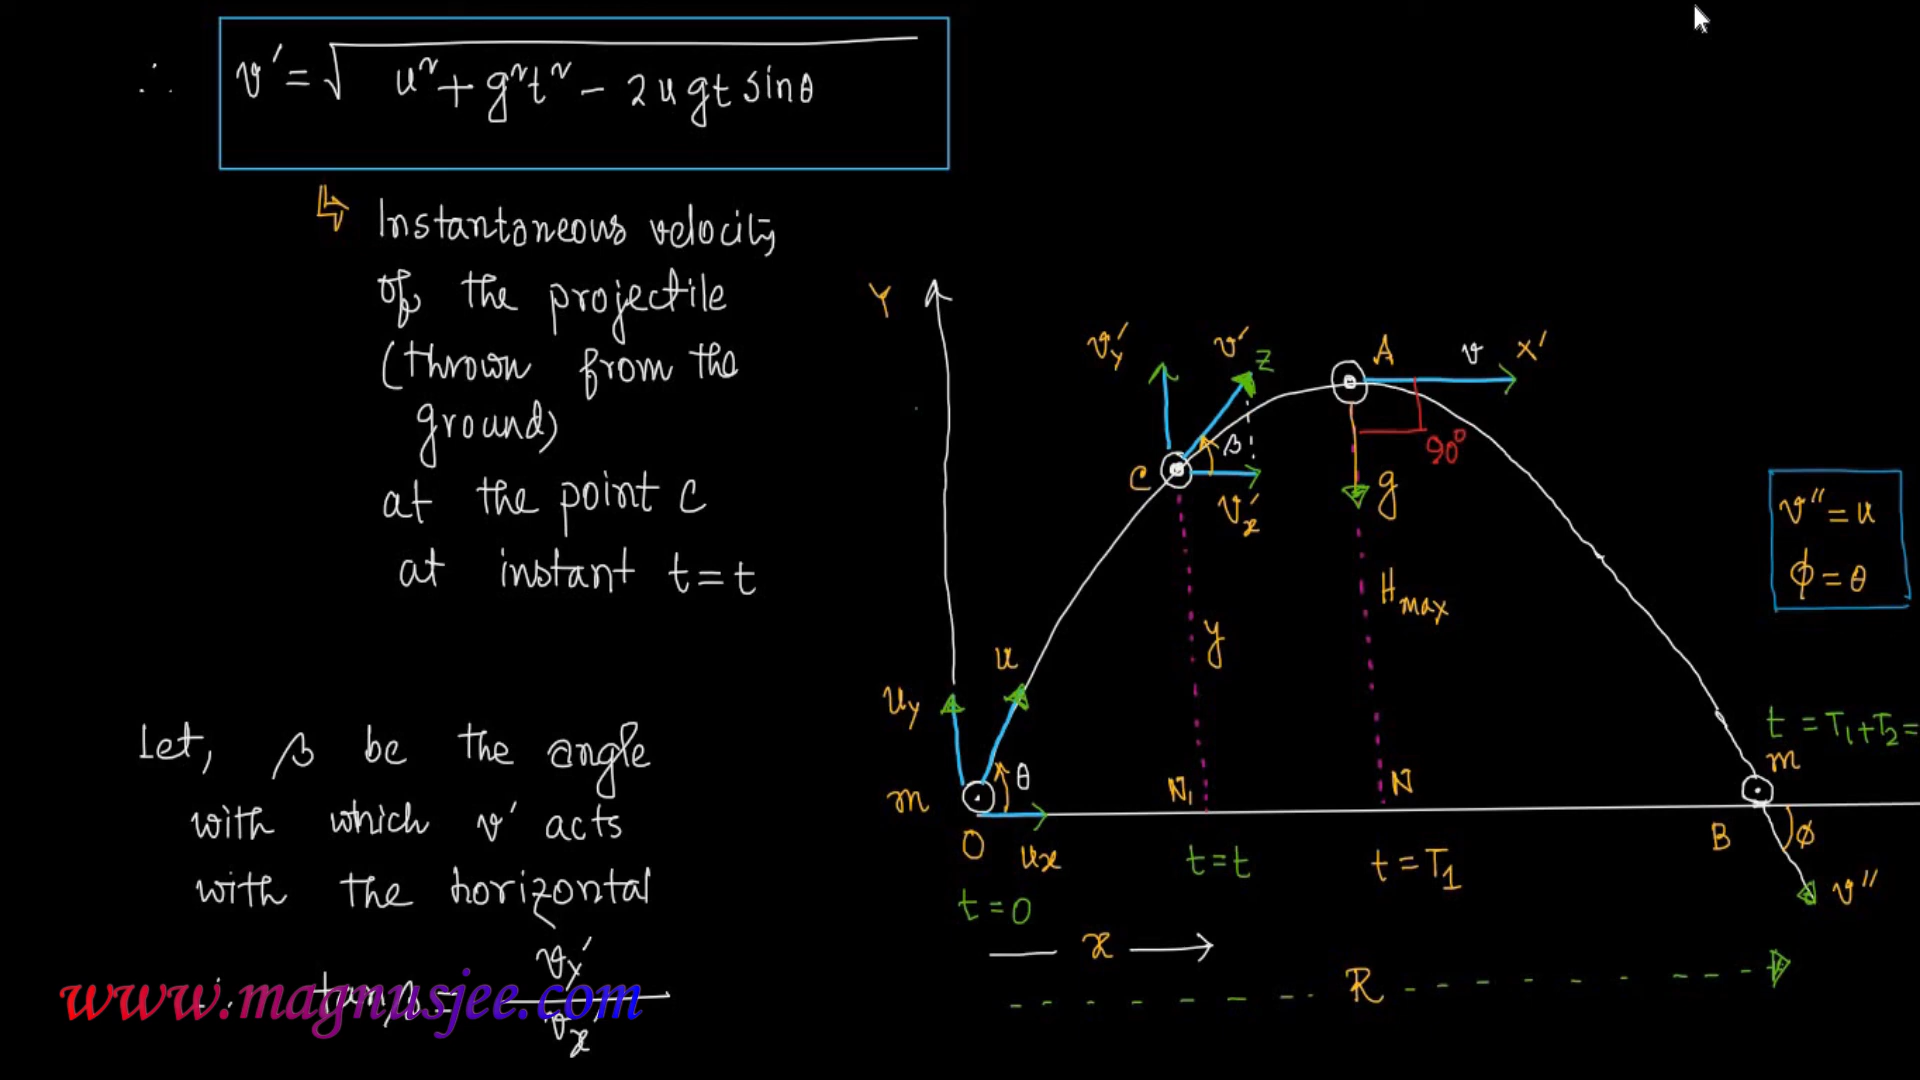 ∴ v' = √ u² + g²t² - 2ugt sinθ
↳ Instantaneous velocity
of the projectile
(thrown from the
ground)
at the point C
at instant t = t
Let, β be the angle
with which v' acts
with the horizontal
∴ tan β = v'y / v'x
www.magnusjee.com
Y
v'y v' z A v x'
β 90°
C v'x g
v'' = u
φ = θ
Hmax
y
u
uy
t = T1 + T2 =
θ m
m N1 N
O ux B φ
t = t t = T1
v''
t = 0
x
R